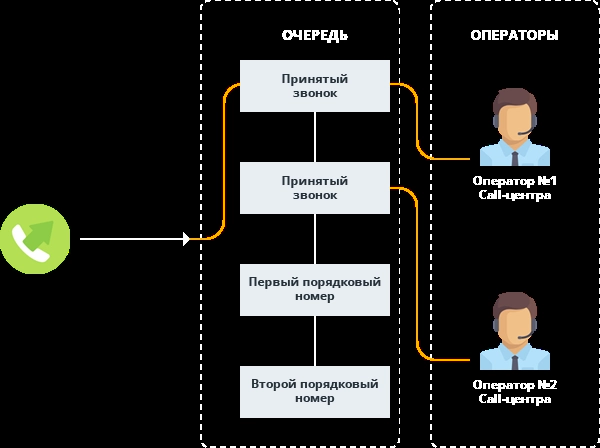 ОЧЕРЕДЬ
ОПЕРАТОРЫ
Принятый
звонок
Принятый
звонок
Оператор №1
Call-центра
Первый порядковый
номер
Второй порядковый
номер
Оператор №2
Call-центра